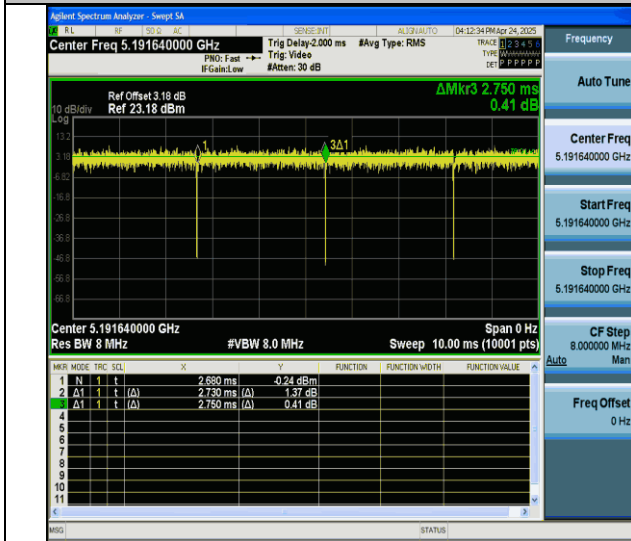 Agilent Spectrum Analyzer - Swept SA
RL RF 50 Ω AC SENSE:INT ALIGN AUTO 04:12:34 PM Apr 24, 2025
Center Freq 5.191640000 GHz
PNO: Fast
IFGain:Low
Trig Delay-2.000 ms
Trig: Video
#Atten: 30 dB
#Avg Type: RMS
TRACE 1 2 3 4 5 6
TYPE
DET P P P P P P
Ref Offset 3.18 dB
10 dB/div Ref 23.18 dBm
Log
ΔMkr3 2.750 ms
0.41 dB
13.2
3.18
-6.82
-16.8
-26.8
-36.8
-46.8
-56.8
-66.8
1
3Δ1
Center 5.191640000 GHz Span 0 Hz
Res BW 8 MHz #VBW 8.0 MHz Sweep 10.00 ms (10001 pts)
MKR MODE TRC SCL X Y FUNCTION FUNCTION WIDTH FUNCTION VALUE
1 N 1 t 2.680 ms -0.24 dBm
2 Δ1 1 t (Δ) 2.730 ms (Δ) 1.37 dB
3 Δ1 1 t (Δ) 2.750 ms (Δ) 0.41 dB
4
5
6
7
8
9
10
11
MSG STATUS
Frequency
Auto Tune
Center Freq
5.191640000 GHz
Start Freq
5.191640000 GHz
Stop Freq
5.191640000 GHz
CF Step
8.000000 MHz
Auto Man
Freq Offset
0 Hz